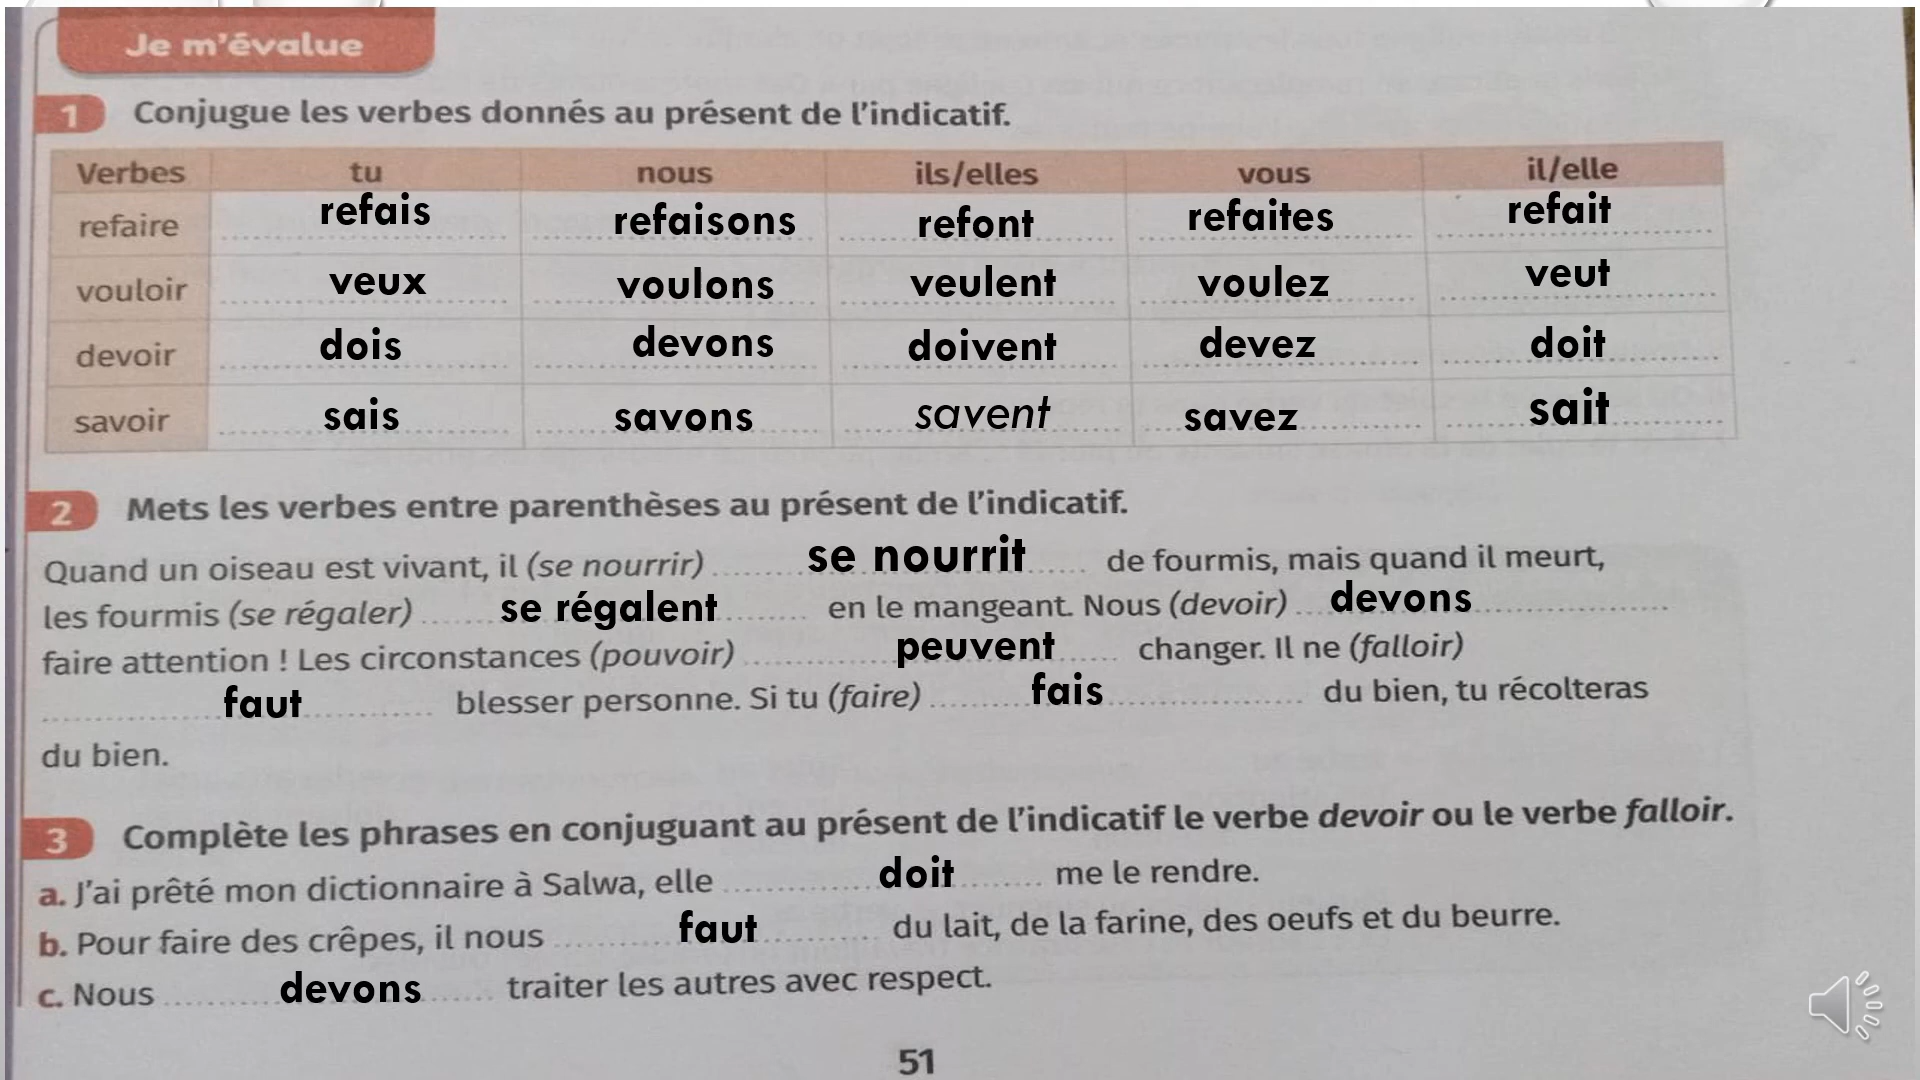 Je m'évalue
1 Conjugue les verbes donnés au présent de l'indicatif.
Verbes tu nous ils/elles vous il/elle
refaire refais refaisons refont refaites refait
vouloir veux voulons veulent voulez veut
devoir dois devons doivent devez doit
savoir sais savons savent savez sait
2 Mets les verbes entre parenthèses au présent de l'indicatif.
Quand un oiseau est vivant, il (se nourrir) se nourrit de fourmis, mais quand il meurt,
les fourmis (se régaler) se régalent en le mangeant. Nous (devoir) devons
faire attention ! Les circonstances (pouvoir) peuvent changer. Il ne (falloir)
faut blesser personne. Si tu (faire) fais du bien, tu récolteras
du bien.
3 Complète les phrases en conjuguant au présent de l'indicatif le verbe devoir ou le verbe falloir.
a. J'ai prêté mon dictionnaire à Salwa, elle doit me le rendre.
b. Pour faire des crêpes, il nous faut du lait, de la farine, des oeufs et du beurre.
c. Nous devons traiter les autres avec respect.
51